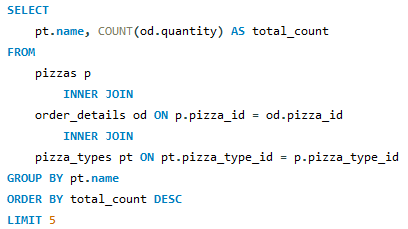 SELECT
    pt.name, COUNT(od.quantity) AS total_count
FROM
    pizzas p
        INNER JOIN
    order_details od ON p.pizza_id = od.pizza_id
        INNER JOIN
    pizza_types pt ON pt.pizza_type_id = p.pizza_type_id
GROUP BY pt.name
ORDER BY total_count DESC
LIMIT 5